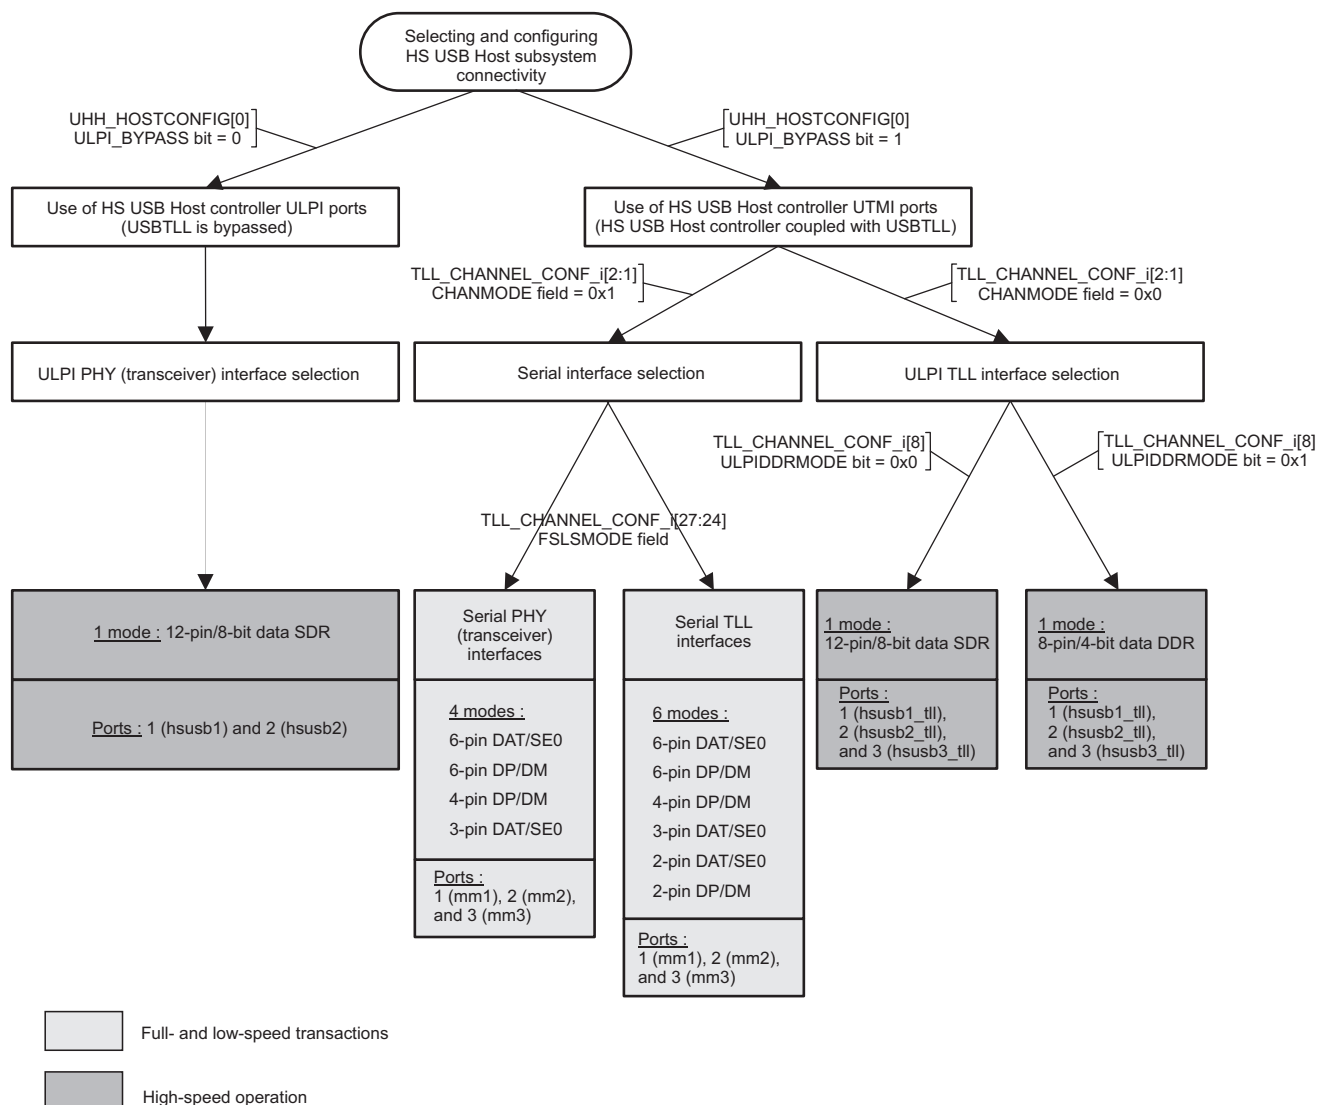 Selecting and configuring
HS USB Host subsystem
connectivity
UHH_HOSTCONFIG[0]
ULPI_BYPASS bit = 0
UHH_HOSTCONFIG[0]
ULPI_BYPASS bit = 1
Use of HS USB Host controller ULPI ports
(USBTLL is bypassed)
Use of HS USB Host controller UTMI ports
(HS USB Host controller coupled with USBTLL)
TLL_CHANNEL_CONF_i[2:1]
CHANMODE field = 0x1
TLL_CHANNEL_CONF_i[2:1]
CHANMODE field = 0x0
ULPI PHY (transceiver) interface selection
Serial interface selection
ULPI TLL interface selection
TLL_CHANNEL_CONF_i[8]
ULPIDDRMODE bit = 0x0
TLL_CHANNEL_CONF_i[8]
ULPIDDRMODE bit = 0x1
TLL_CHANNEL_CONF_i[27:24]
FSLSMODE field
1 mode : 12-pin/8-bit data SDR
Ports : 1 (hsusb1) and 2 (hsusb2)
Serial PHY
(transceiver)
interfaces
4 modes :
6-pin DAT/SE0
6-pin DP/DM
4-pin DP/DM
3-pin DAT/SE0
Ports :
1 (mm1), 2 (mm2),
and 3 (mm3)
Serial TLL
interfaces
6 modes :
6-pin DAT/SE0
6-pin DP/DM
4-pin DP/DM
3-pin DAT/SE0
2-pin DAT/SE0
2-pin DP/DM
Ports :
1 (mm1), 2 (mm2),
and 3 (mm3)
1 mode :
12-pin/8-bit data SDR
Ports :
1 (hsusb1_tll),
2 (hsusb2_tll),
and 3 (hsusb3_tll)
1 mode :
8-pin/4-bit data DDR
Ports :
1 (hsusb1_tll),
2 (hsusb2_tll),
and 3 (hsusb3_tll)
Full- and low-speed transactions
High-speed operation